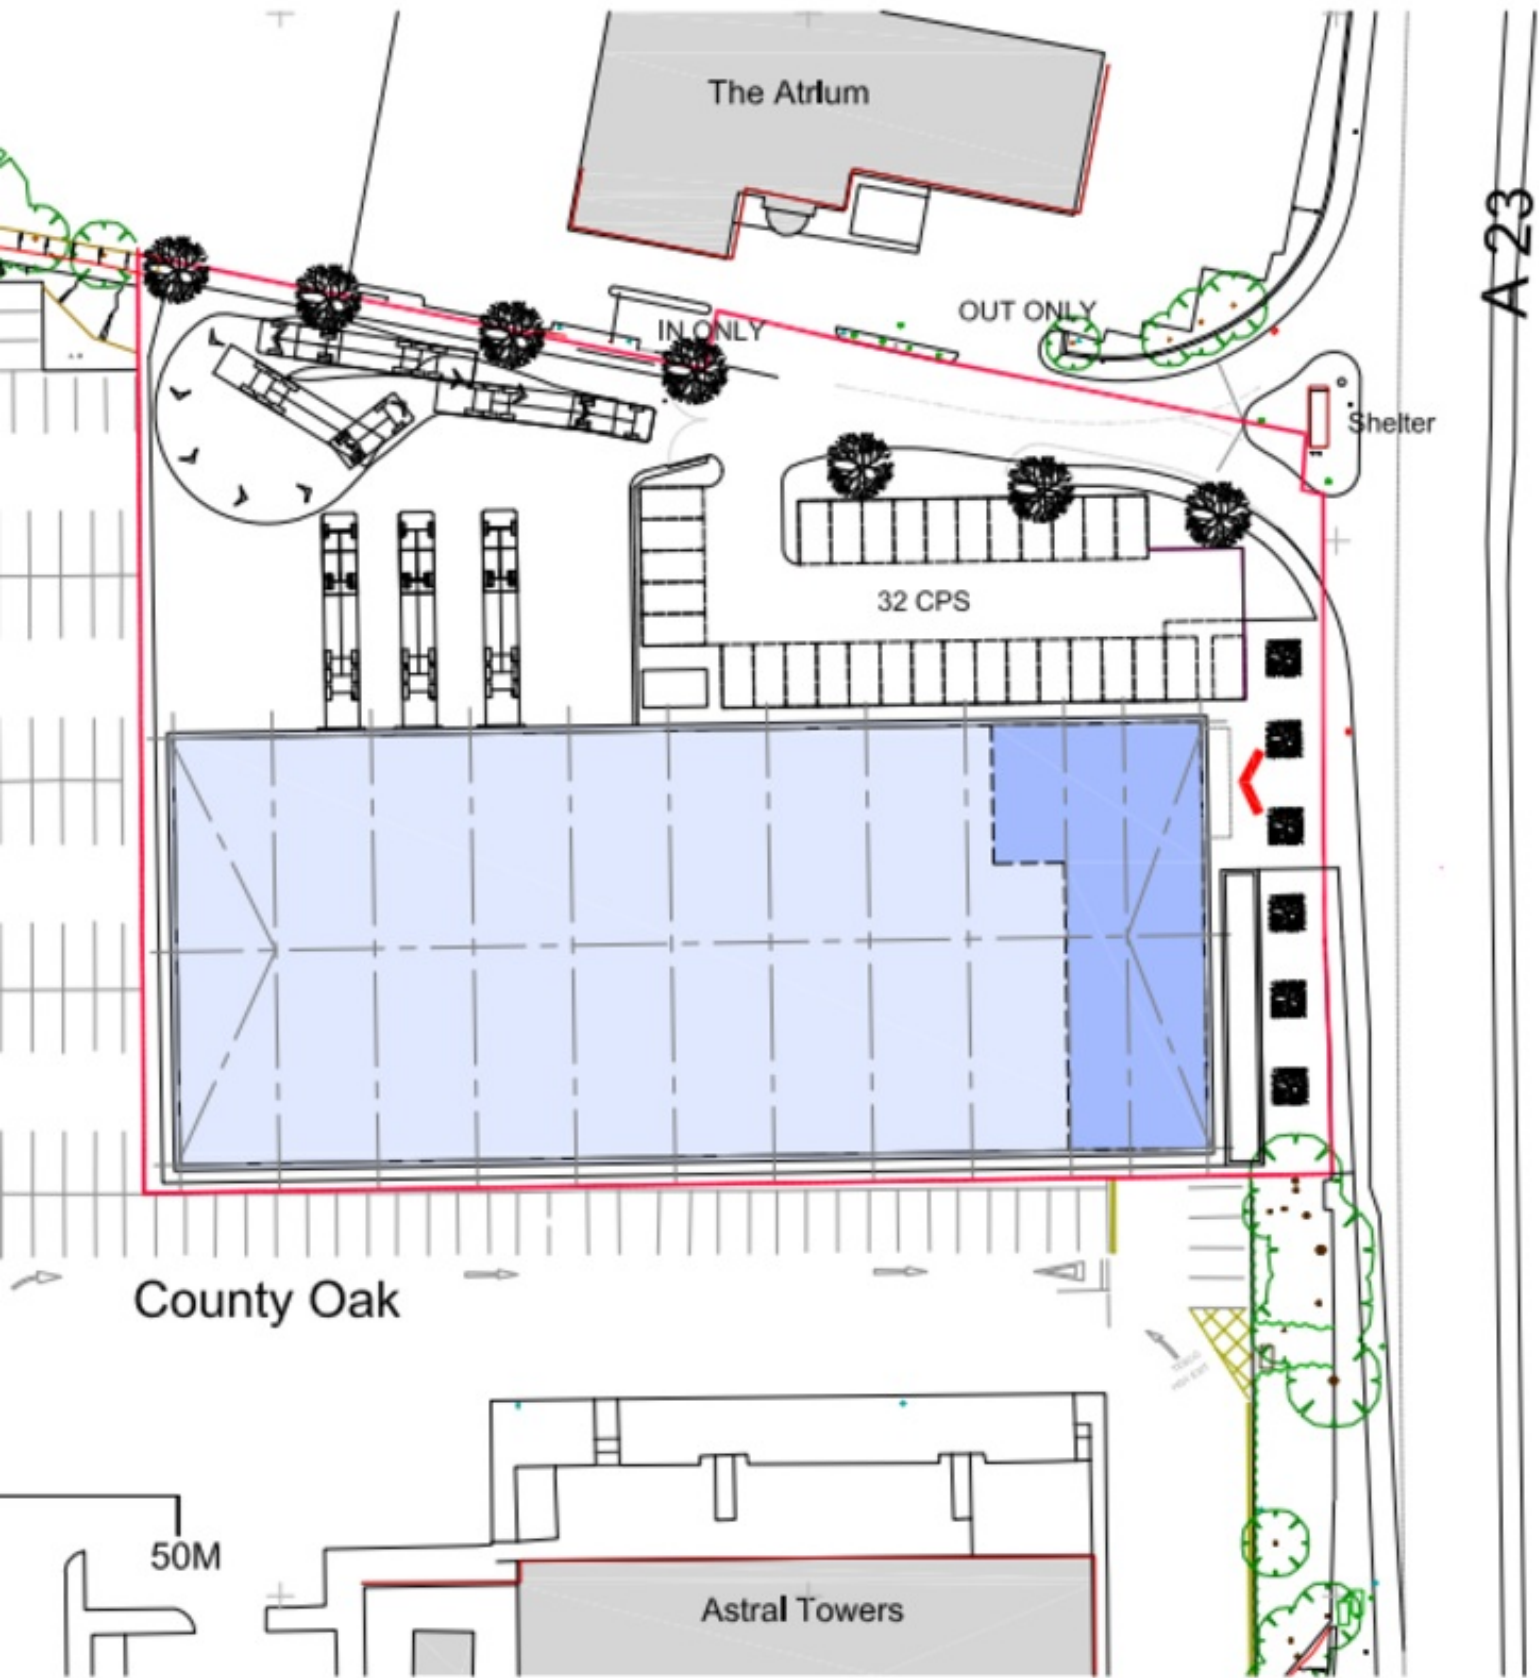 The Atrium
A 23
OUT ONLY
IN ONLY
Shelter
32 CPS
County Oak
50M
Astral Towers